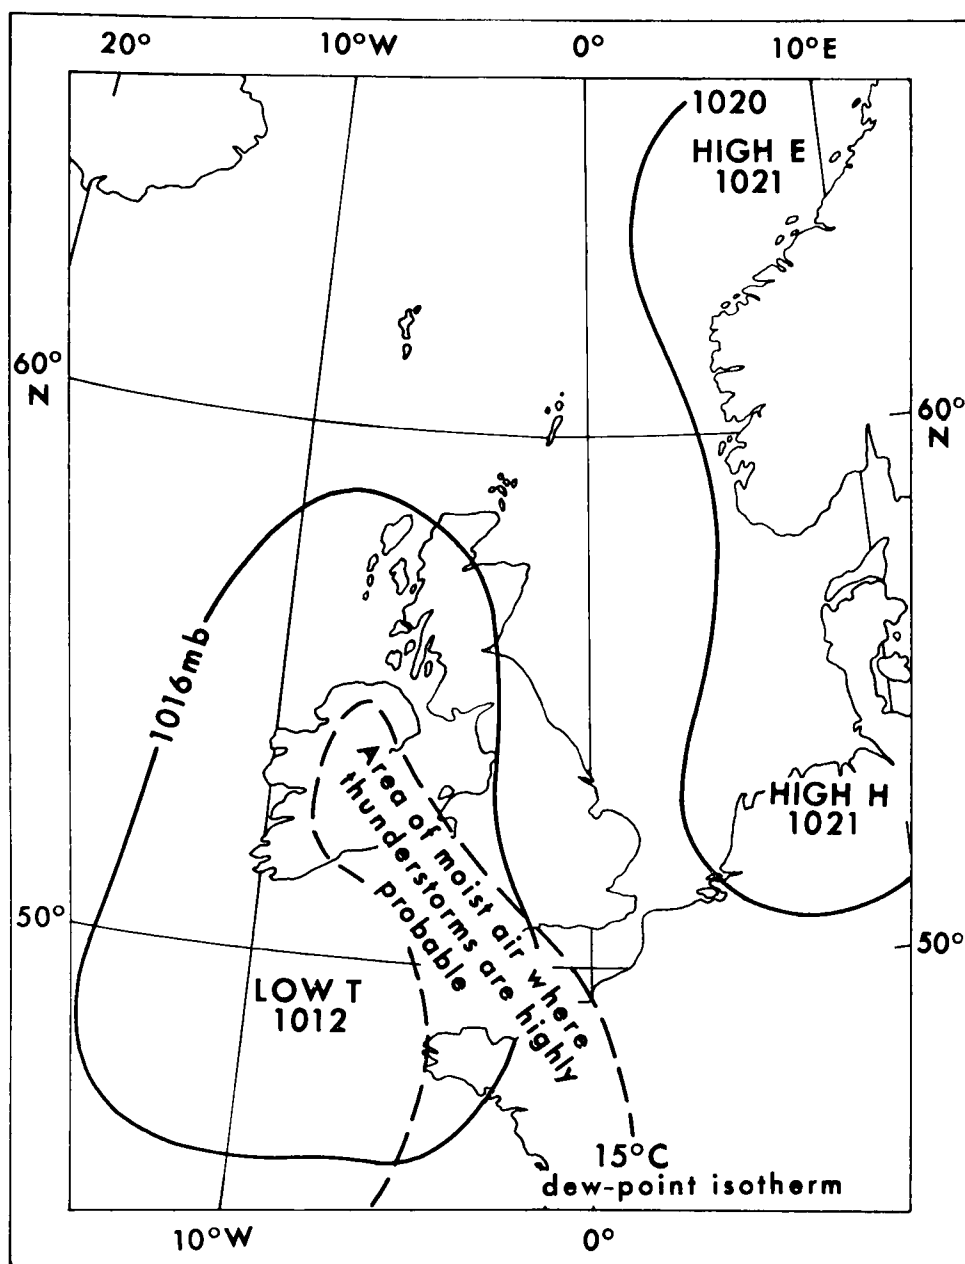 20° 10°W 0° 10°E
1020
HIGH E
1021
60°
N
60°
N
1016mb
Area of moist air where
thunderstorms are highly
probable
HIGH H
1021
50°
50°
LOW T
1012
15°C
dew-point isotherm
10°W 0°